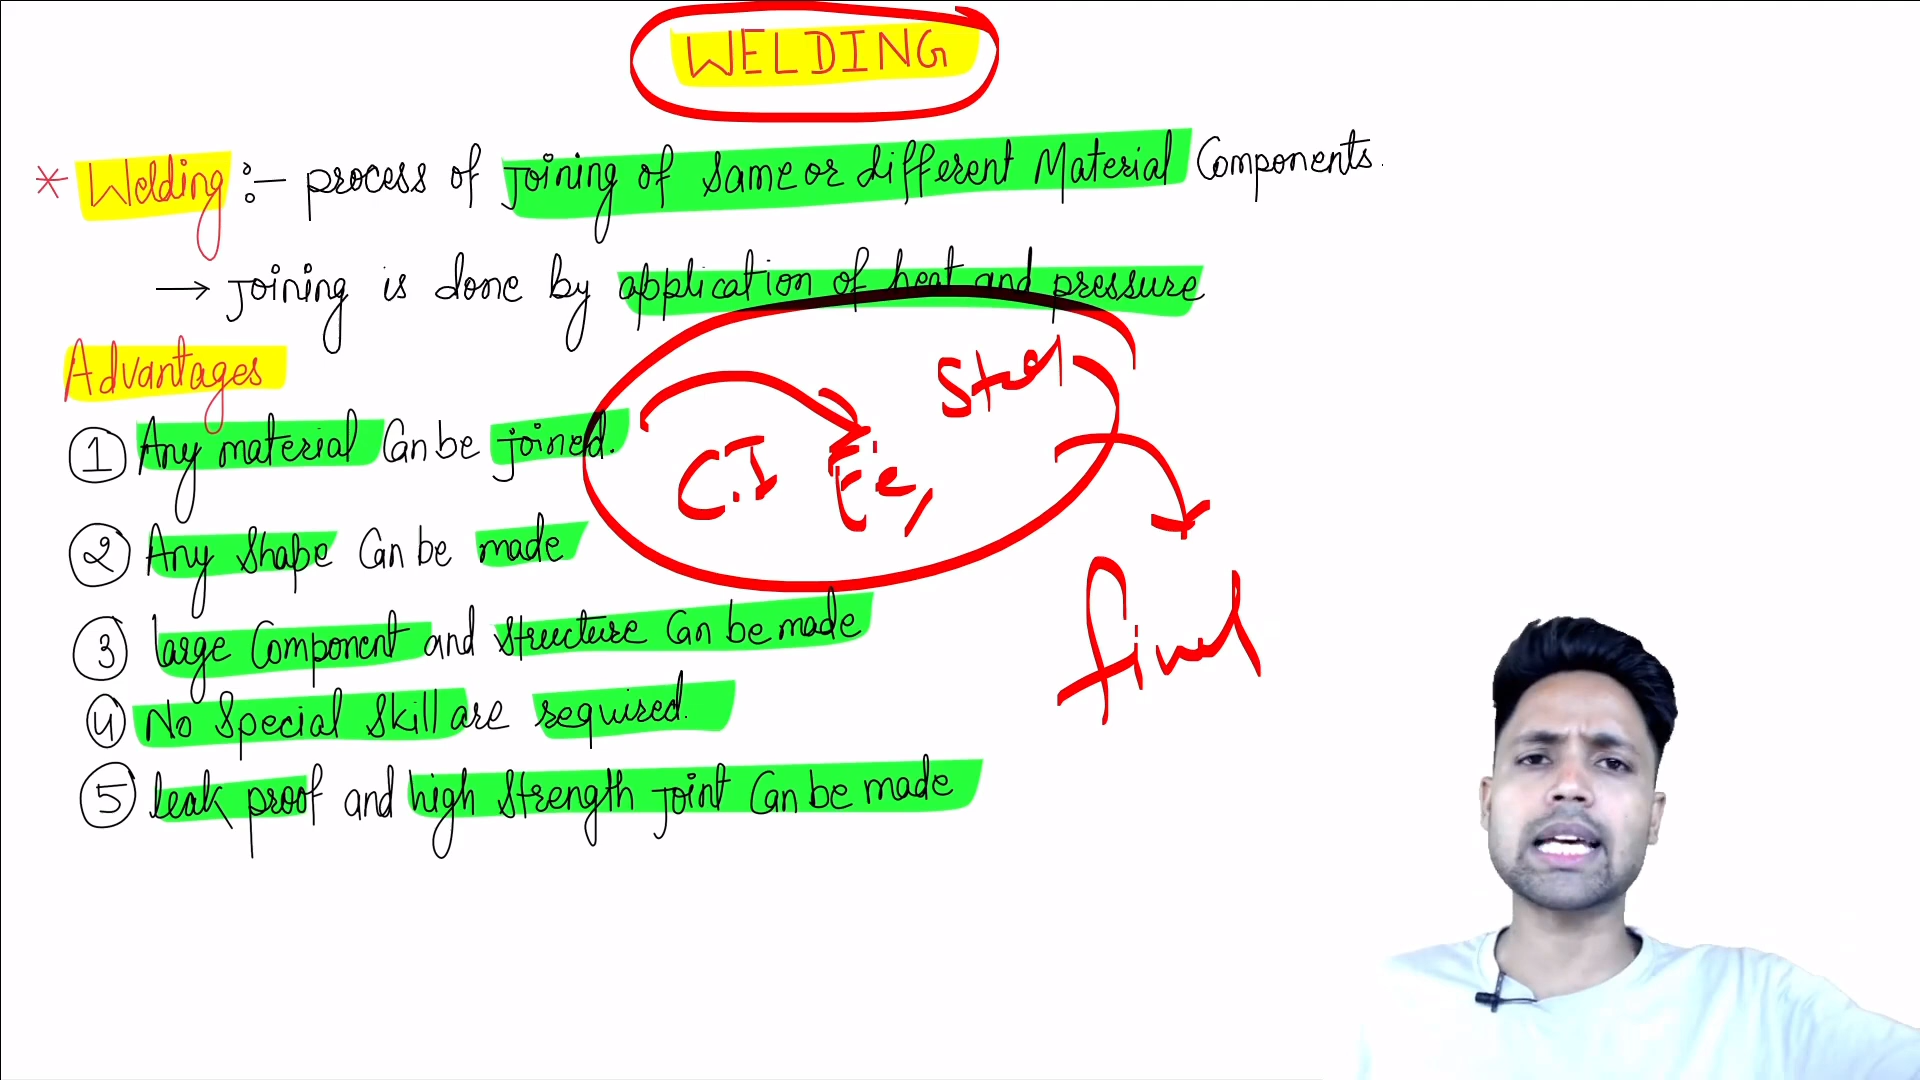 WELDING
* Welding :- process of Joining of Same or different Material Components.
→ Joining is done by application of heat and pressure
Advantages
① Any material Can be joined.
② Any Shape Can be made
③ large Component and structure Can be made
④ No Special Skill are required.
⑤ leak proof and high Strength joint Can be made
Steel
C.I Fe,
final